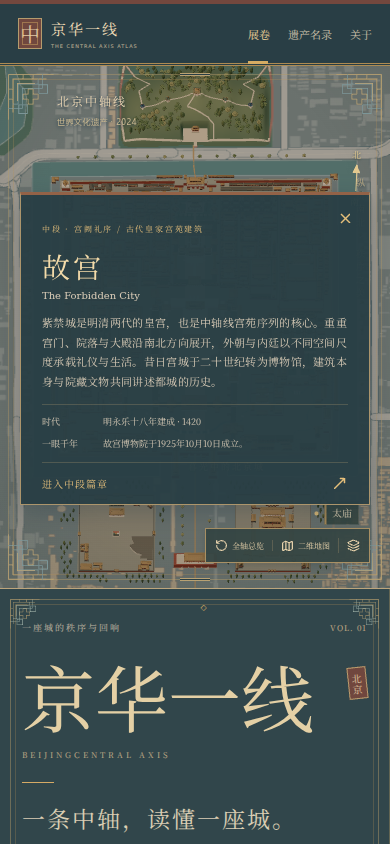 中
京华一线
THE CENTRAL AXIS ATLAS
展卷
遗产名录
关于
北京中轴线
世界文化遗产 · 2024
北
中段 · 宫阙礼序 / 古代皇家宫苑建筑
故宫
The Forbidden City
紫禁城是明清两代的皇宫，也是中轴线宫苑序列的核心。重重
宫门、院落与大殿沿南北方向展开，外朝与内廷以不同空间尺
度承载礼仪与生活。昔日宫城于二十世纪转为博物馆，建筑本
身与院藏文物共同讲述都城的历史。
时代 明永乐十八年建成 · 1420
一眼千年 故宫博物院于1925年10月10日成立。
进入中段篇章
太庙
全轴总览
二维地图
一座城的秩序与回响
VOL. 01
京华一线
北京
BEIJINGCENTRAL AXIS
一条中轴，读懂一座城。